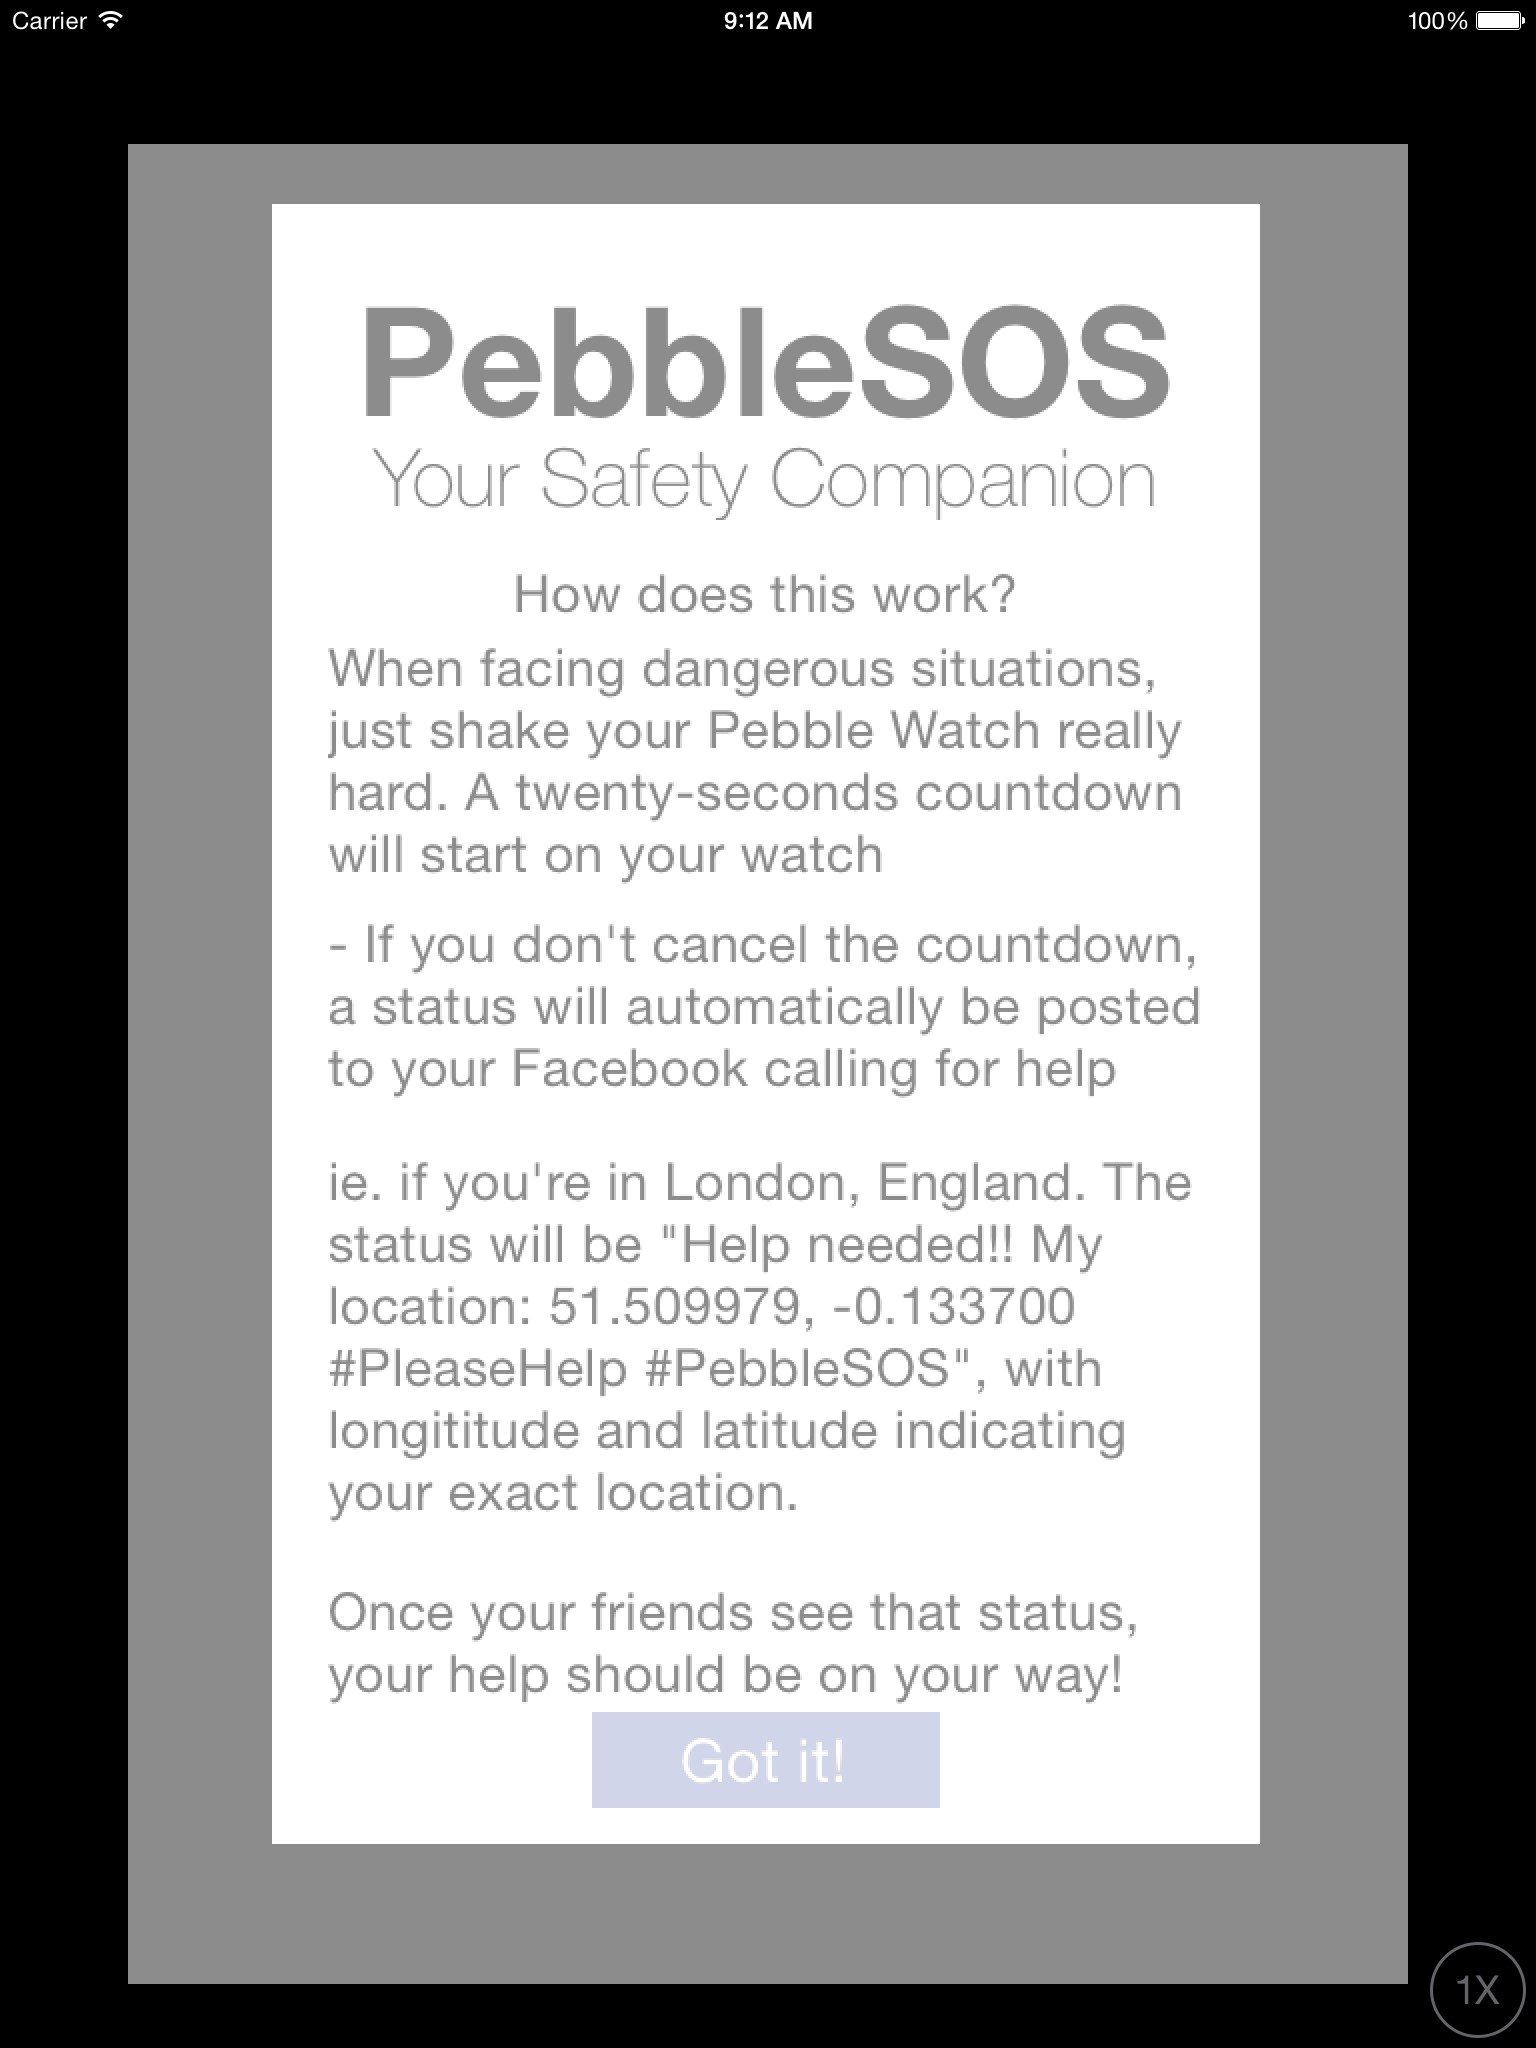 Carrier
9:12 AM
100%
PebbleSOS
Your Safety Companion
How does this work?
When facing dangerous situations,
just shake your Pebble Watch really
hard. A twenty-seconds countdown
will start on your watch
- If you don't cancel the countdown,
a status will automatically be posted
to your Facebook calling for help
ie. if you're in London, England. The
status will be "Help needed!! My
location: 51.509979, -0.133700
#PleaseHelp #PebbleSOS", with
longititude and latitude indicating
your exact location.
Once your friends see that status,
your help should be on your way!
Got it!
1X